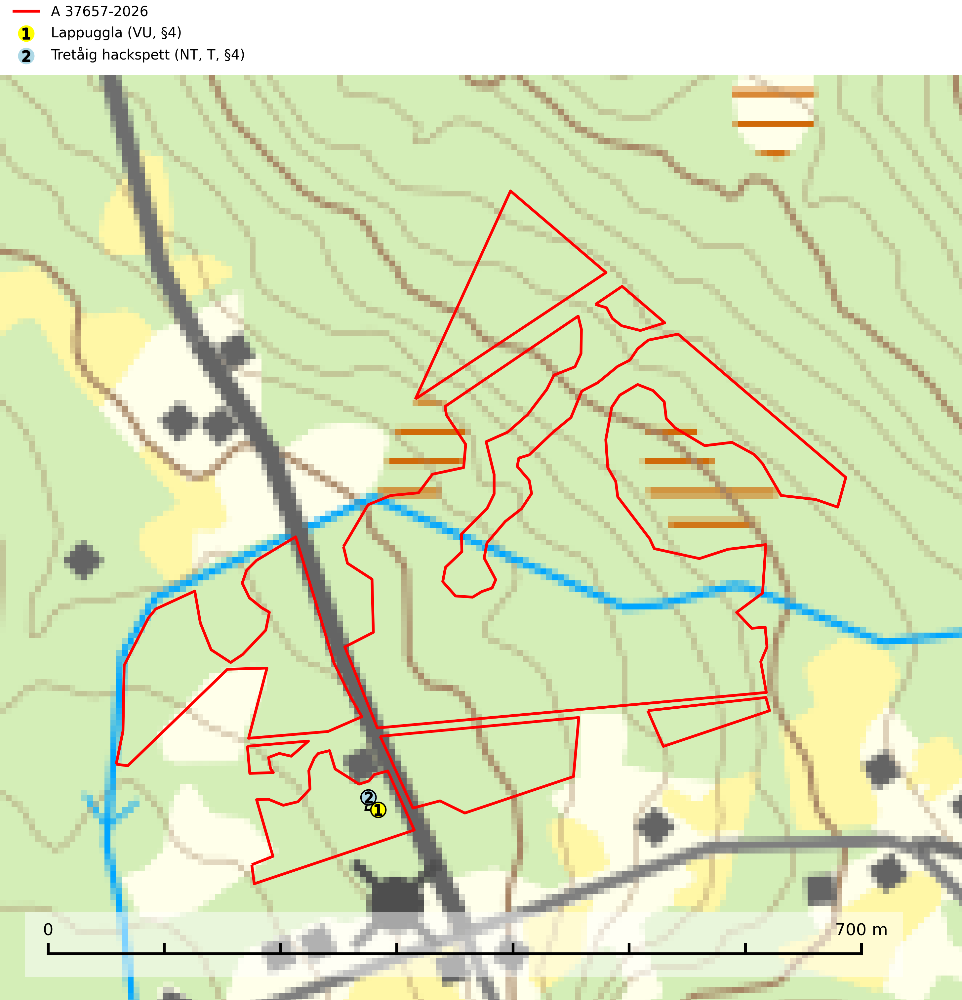 A 37657-2026
1 Lappuggla (VU, §4)
2 Tretåig hackspett (NT, T, §4)
2
1
0 700 m